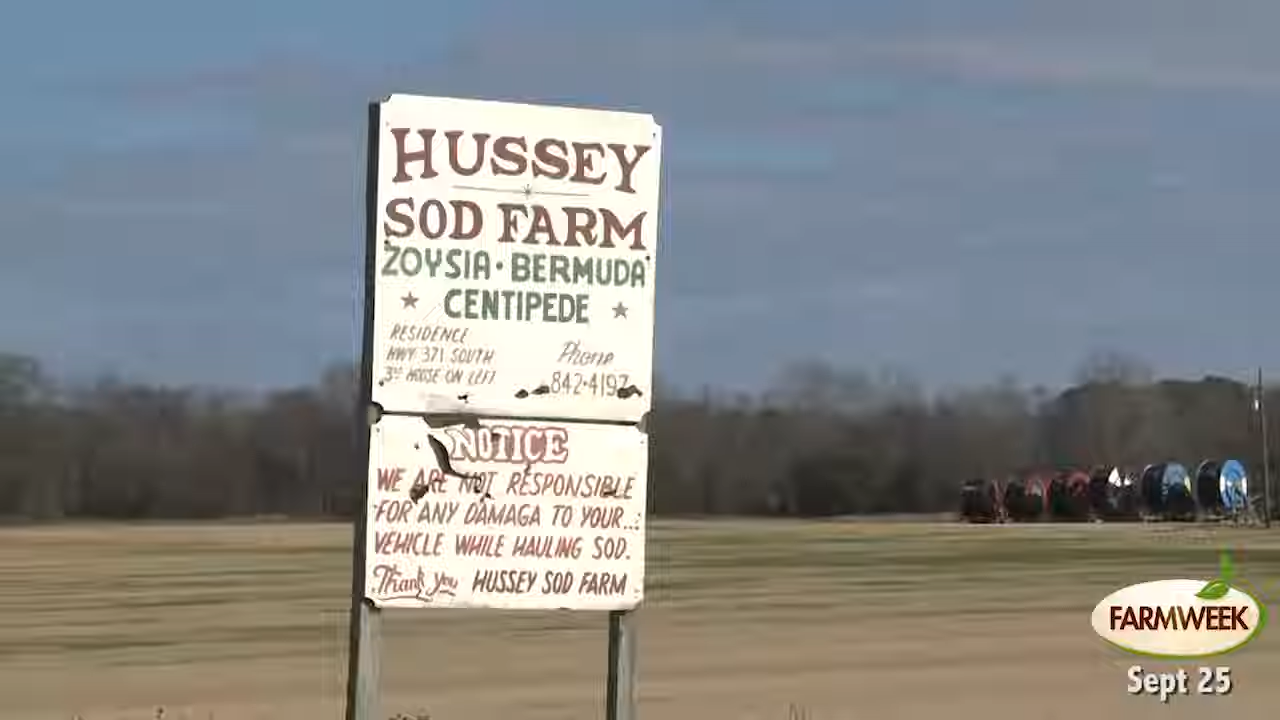 HUSSEY
SOD FARM
ZOYSIA • BERMUDA
CENTIPEDE
RESIDENCE
HWY 371 SOUTH
3RD HOUSE ON LEFT
Phone
842-4197
NOTICE
WE ARE NOT RESPONSIBLE
FOR ANY DAMAGA TO YOUR...
VEHICLE WHILE HAULING SOD.
Thank you HUSSEY SOD FARM
FARMWEEK
Sept 25